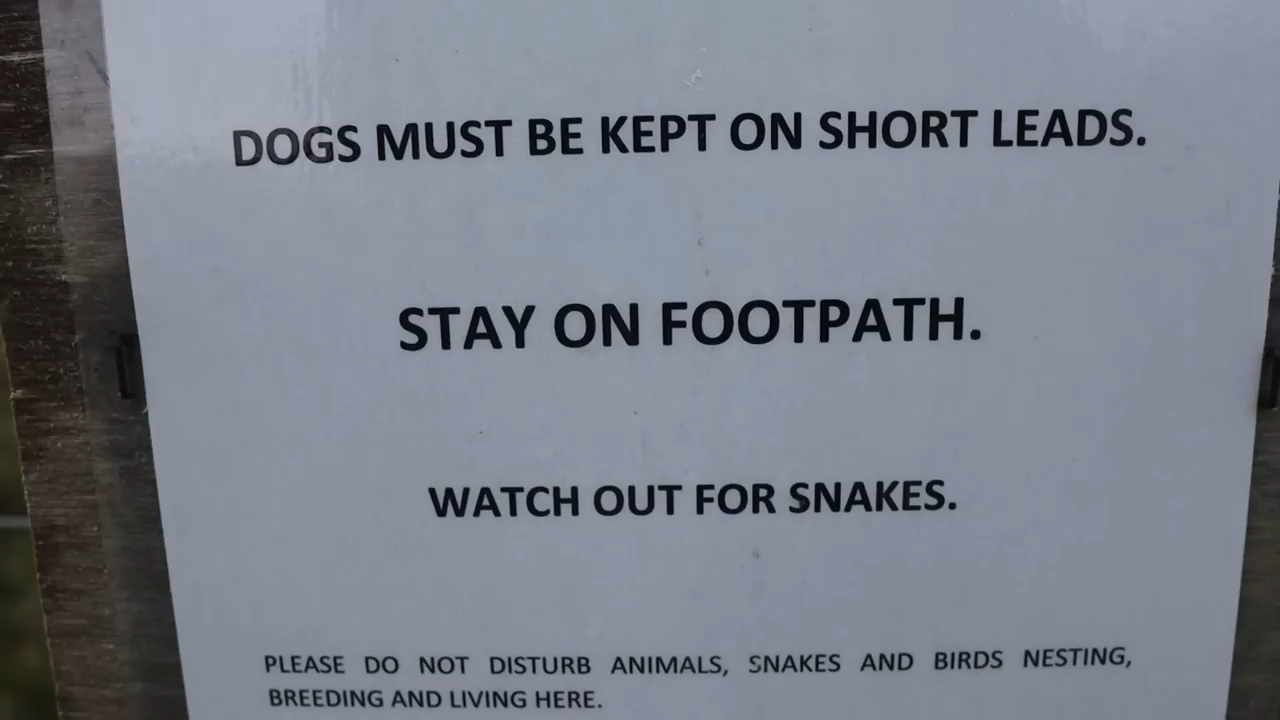 DOGS MUST BE KEPT ON SHORT LEADS.
STAY ON FOOTPATH.
WATCH OUT FOR SNAKES.
PLEASE DO NOT DISTURB ANIMALS, SNAKES AND BIRDS NESTING,
BREEDING AND LIVING HERE.